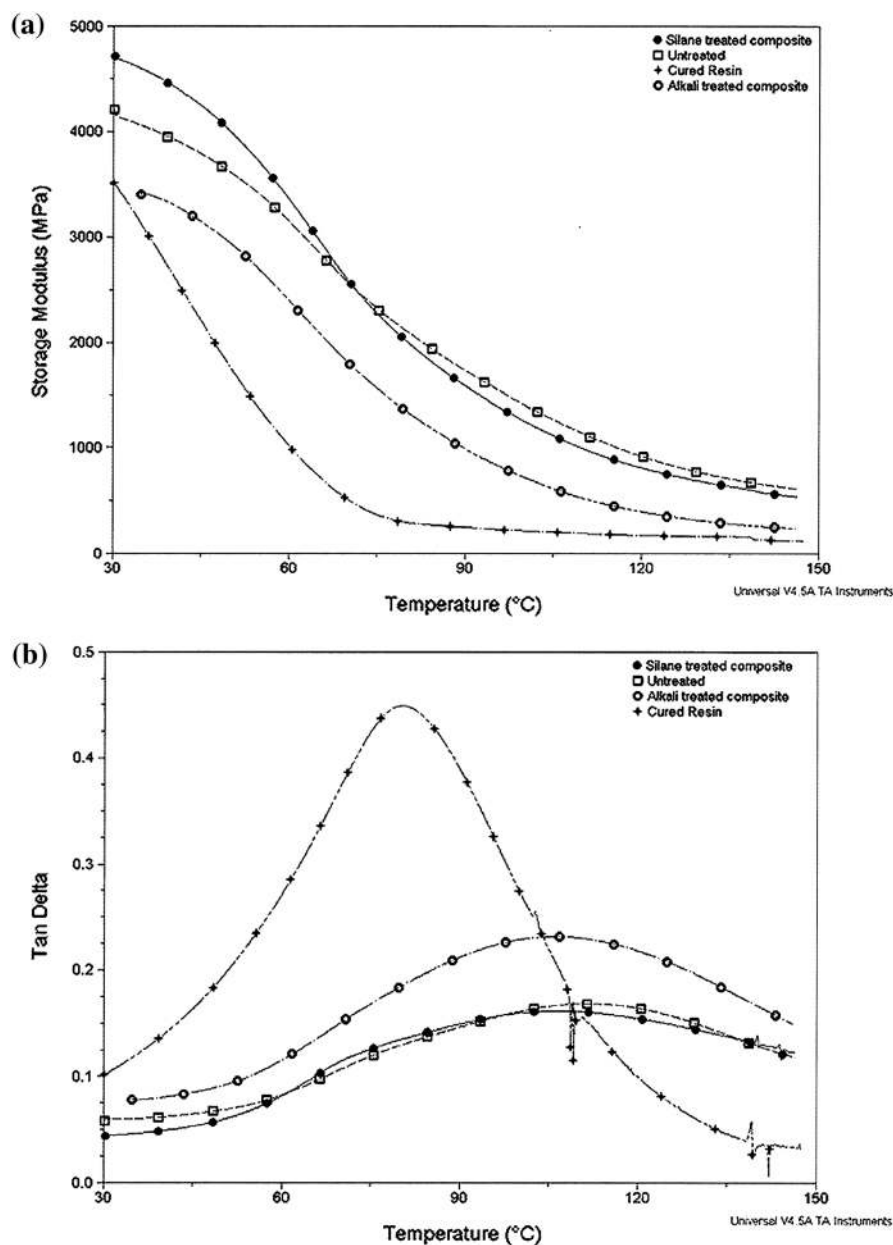 (a)
5000
4000
3000
2000
1000
0
Storage Modulus (MPa)
Silane treated composite
Untreated
Cured Resin
Alkali treated composite
30
60
90
120
150
Temperature (°C)
Universal V4.5A TA Instruments
(b)
0.5
0.4
0.3
0.2
0.1
0.0
Tan Delta
Silane treated composite
Untreated
Alkali treated composite
Cured Resin
30
60
90
120
150
Temperature (°C)
Universal V4.5A TA Instruments